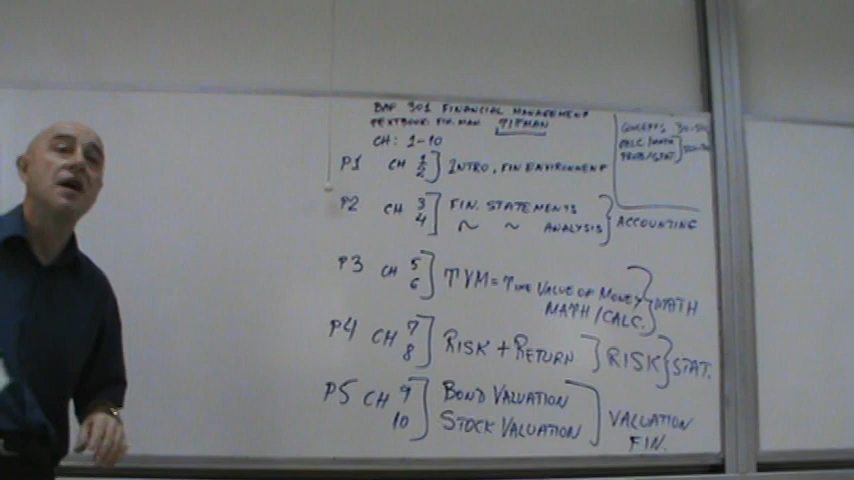 BAF 301 FINANCIAL MANAGEMENT
TEXTBOOK: FIN. MAN. TITMAN
CH: 1-10
P1 CH 1 2 INTRO, FIN ENVIRONMENT
P2 CH 3 4 FIN. STATEMENTS
~ ~ ANALYSIS ACCOUNTING
P3 CH 5 6 TVM = TIME VALUE OF MONEY
MATH/CALC. MATH
P4 CH 7 8 RISK + RETURN RISK STAT.
P5 CH 9 10 BOND VALUATION
STOCK VALUATION VALUATION
FIN.
CONCEPTS
CALC/MATH
PROB/STAT.